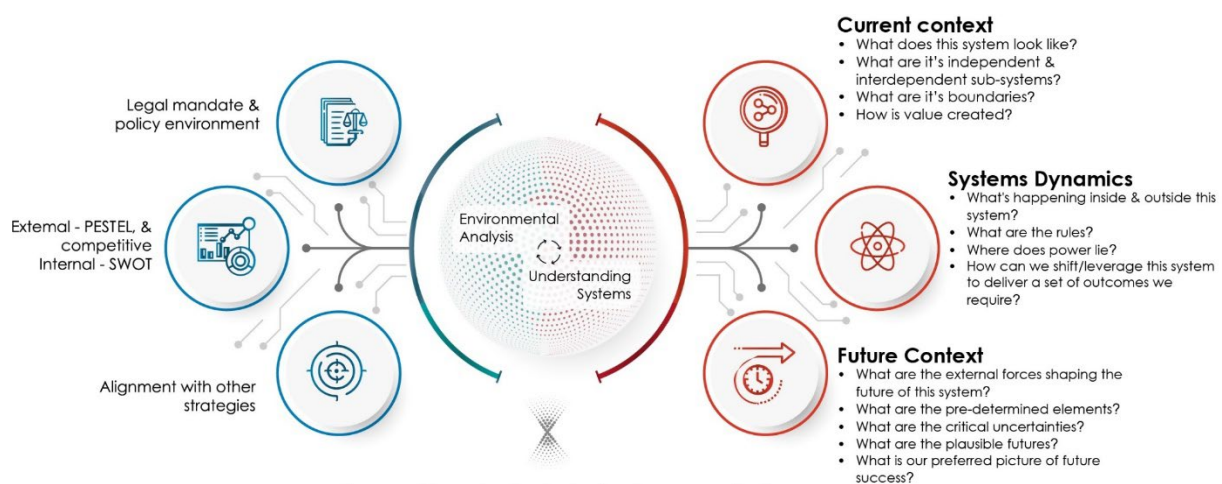 Legal mandate &
policy environment
External - PESTEL, &
competitive
Internal - SWOT
Alignment with other
strategies
Environmental
Analysis
Understanding
Systems
Current context
• What does this system look like?
• What are it's independent &
interdependent sub-systems?
• What are it's boundaries?
• How is value created?
Systems Dynamics
• What's happening inside & outside this
system?
• What are the rules?
• Where does power lie?
• How can we shift/leverage this system
to deliver a set of outcomes we
require?
Future Context
• What are the external forces shaping the
future of this system?
• What are the pre-determined elements?
• What are the critical uncertainties?
• What are the plausible futures?
• What is our preferred picture of future
success?